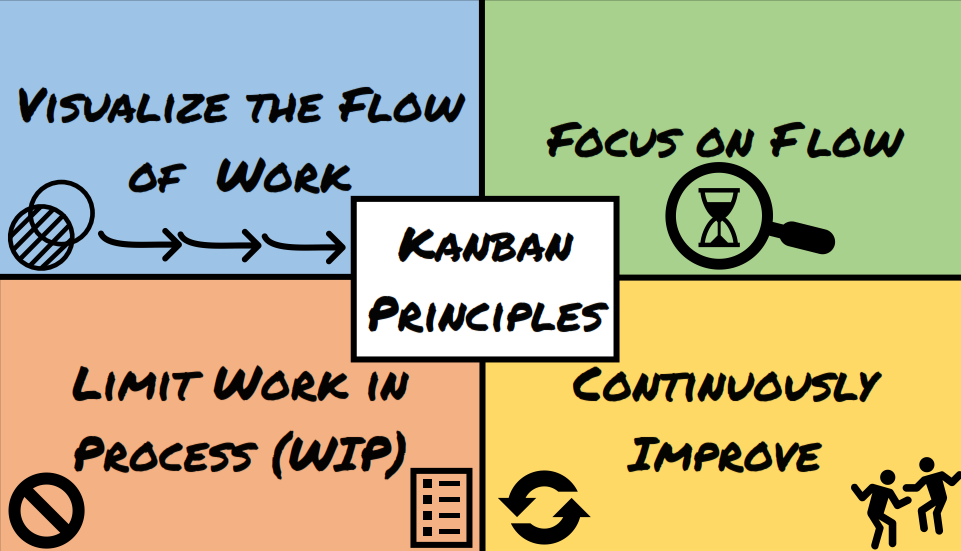 Visualize the Flow
of Work
Focus on Flow
Kanban
Principles
Limit Work in
Process (WIP)
Continuously
Improve